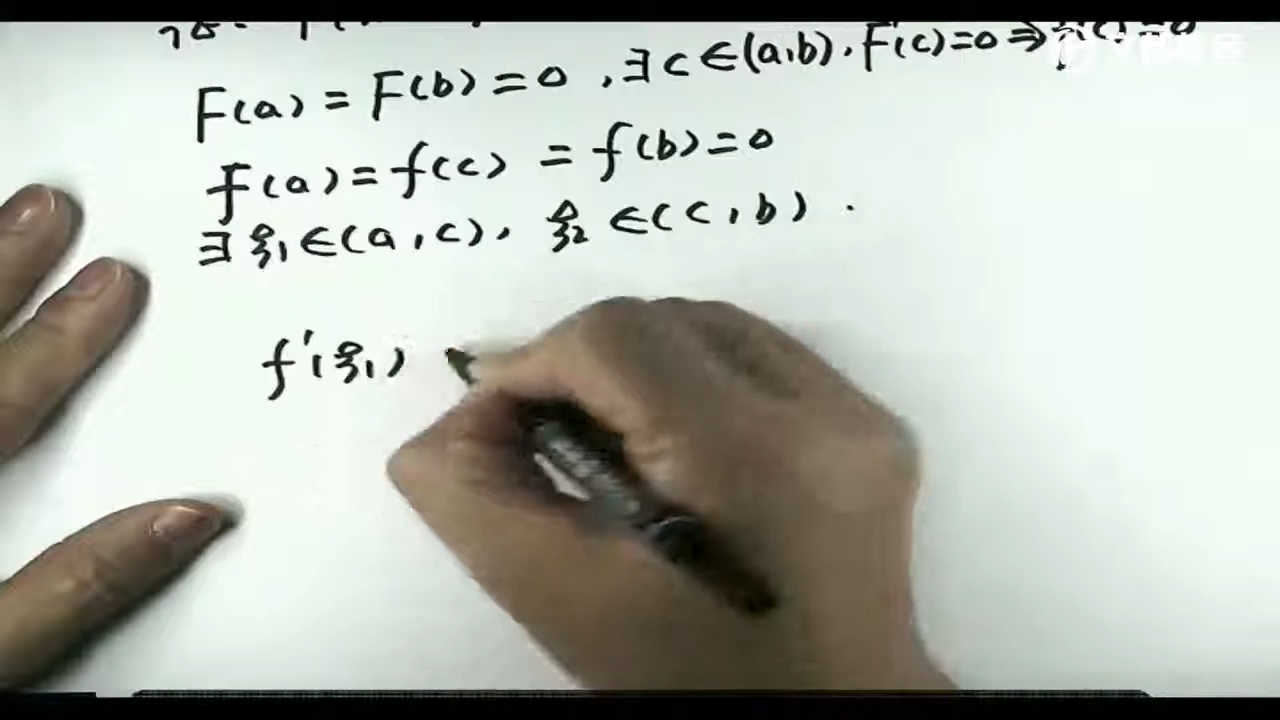 F(a) = F(b) = 0 , ∃ c ∈ (a,b), F'(c)=0 ⇒
f(a) = f(c) = f(b) = 0
∃ ξ₁ ∈ (a, c), ξ₂ ∈ (c, b).
f'(ξ₁)